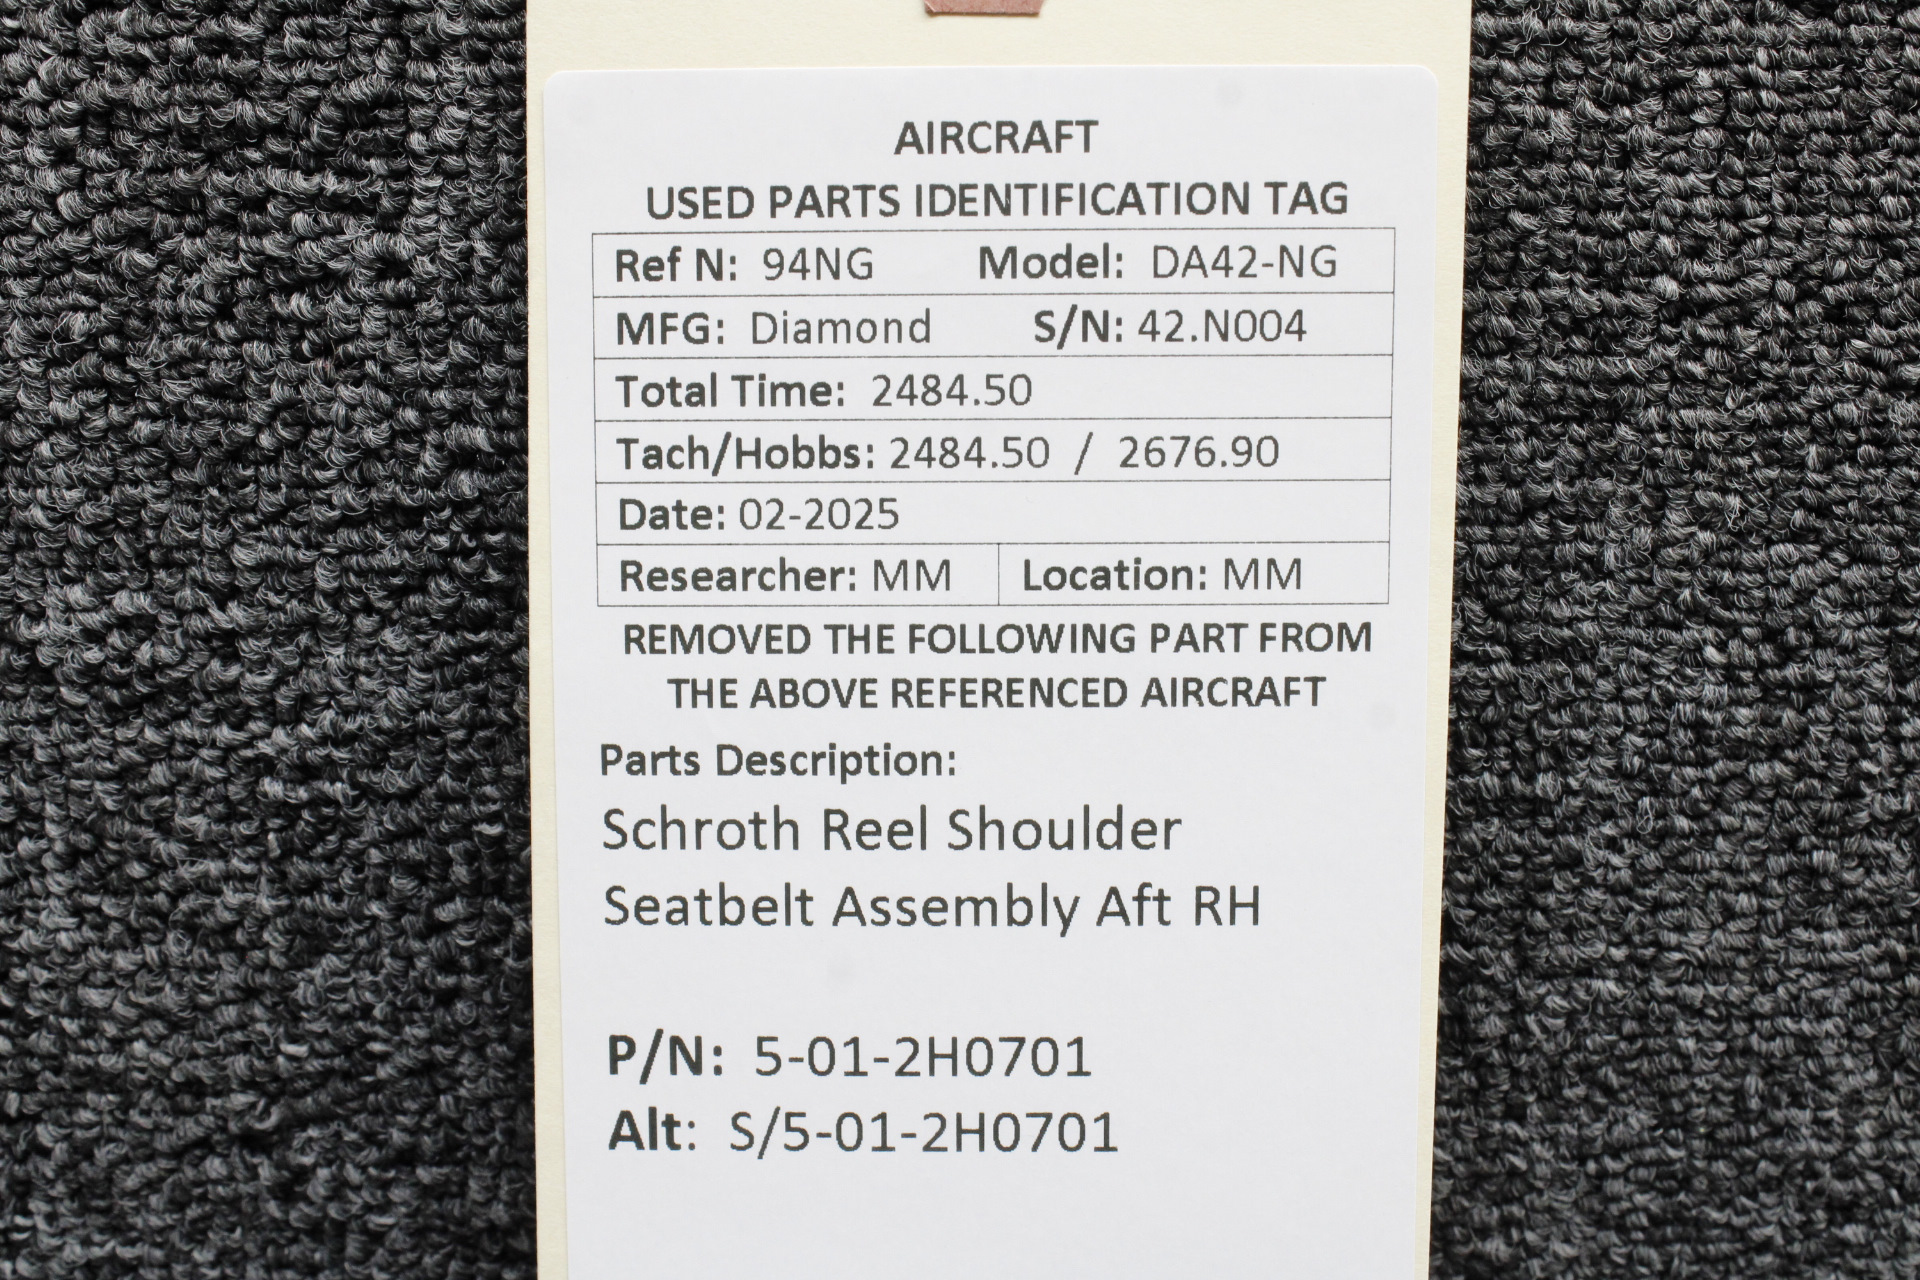 AIRCRAFT
USED PARTS IDENTIFICATION TAG
Ref N: 94NG Model: DA42-NG
MFG: Diamond S/N: 42.N004
Total Time: 2484.50
Tach/Hobbs: 2484.50 / 2676.90
Date: 02-2025
Researcher: MM Location: MM
REMOVED THE FOLLOWING PART FROM
THE ABOVE REFERENCED AIRCRAFT
Parts Description:
Schroth Reel Shoulder
Seatbelt Assembly Aft RH
P/N: 5-01-2H0701
Alt: S/5-01-2H0701